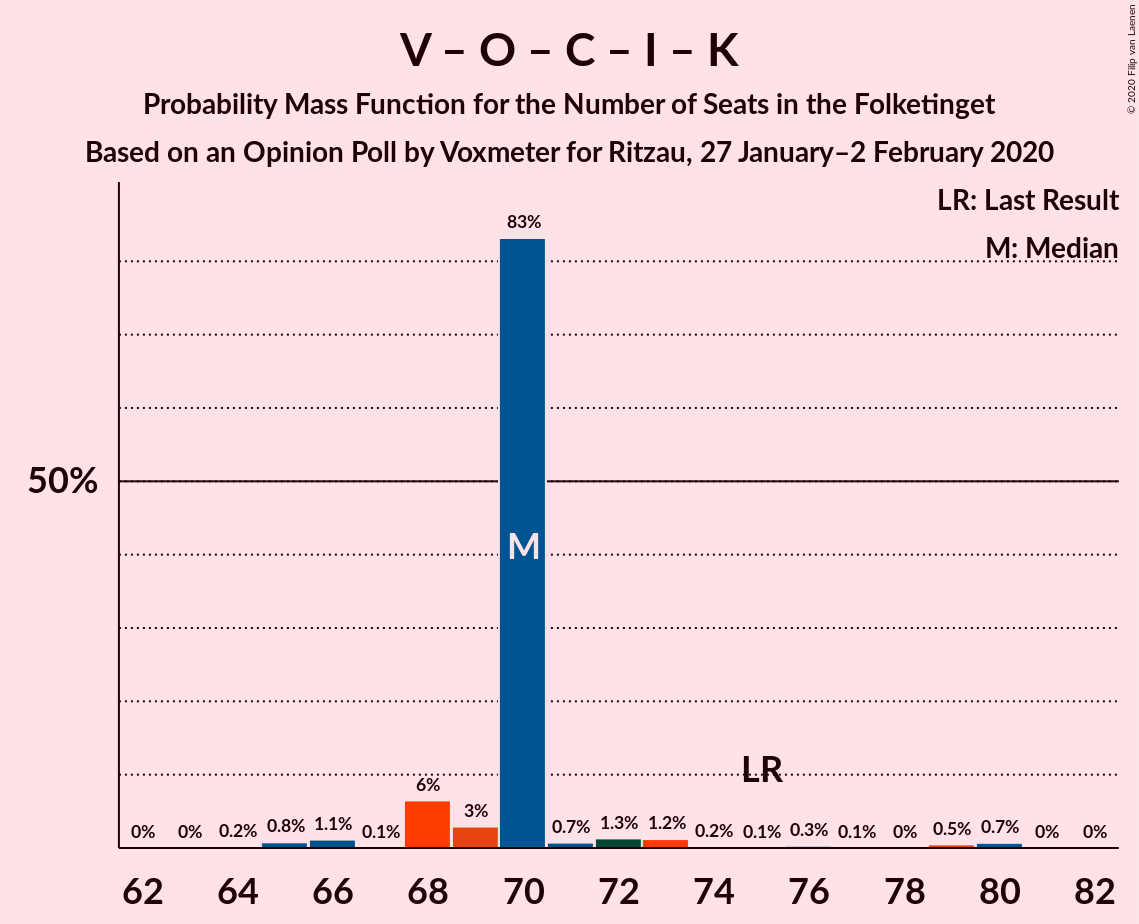 V – O – C – I – K
Probability Mass Function for the Number of Seats in the Folketinget
Based on an Opinion Poll by Voxmeter for Ritzau, 27 January–2 February 2020
© 2020 Filip van Laenen
LR: Last Result
M: Median
50%
0% 0% 0.2% 0.8% 1.1% 0.1% 6% 3% 83% 0.7% 1.3% 1.2% 0.2% 0.1% 0.3% 0.1% 0% 0.5% 0.7% 0% 0%
M
LR
62 64 66 68 70 72 74 76 78 80 82